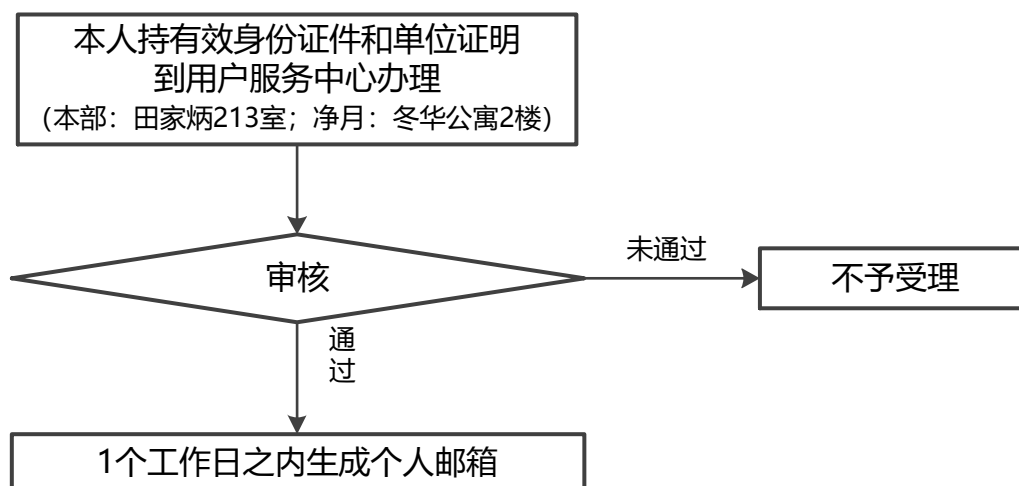 本人持有效身份证件和单位证明
到用户服务中心办理
（本部：田家炳213室；净月：冬华公寓2楼）
审核
未通过
不予受理
通
过
1个工作日之内生成个人邮箱